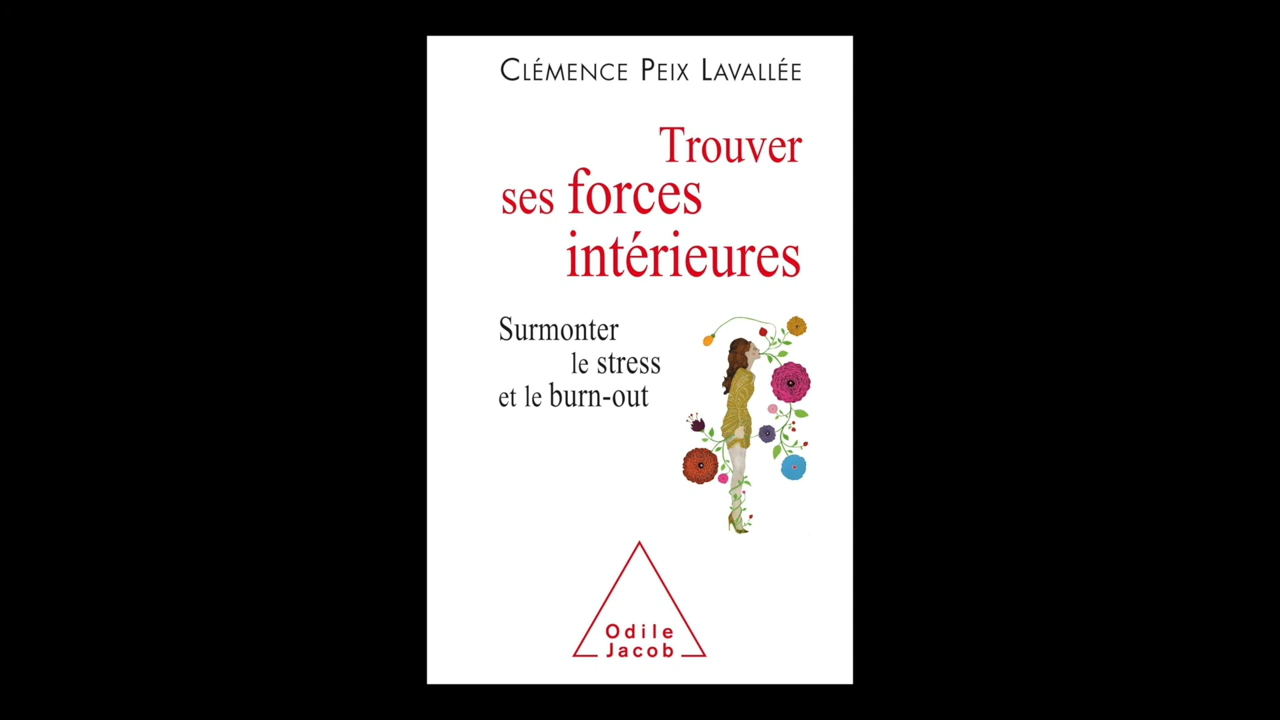 CLÉMENCE PEIX LAVALLÉE
Trouver
ses forces
intérieures
Surmonter
le stress
et le burn-out
Odile
Jacob